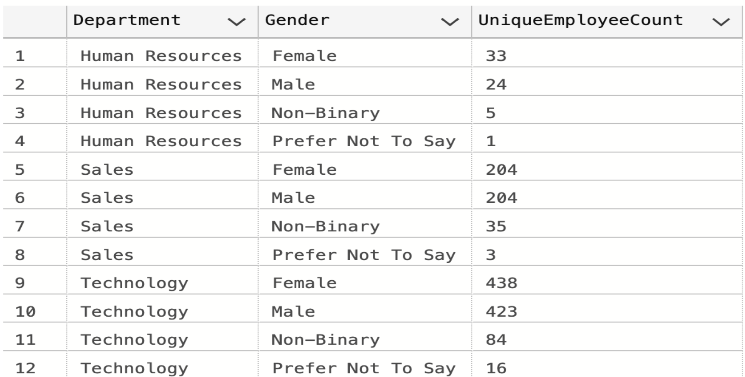 Department Gender UniqueEmployeeCount
1 Human Resources Female 33
2 Human Resources Male 24
3 Human Resources Non-Binary 5
4 Human Resources Prefer Not To Say 1
5 Sales Female 204
6 Sales Male 204
7 Sales Non-Binary 35
8 Sales Prefer Not To Say 3
9 Technology Female 438
10 Technology Male 423
11 Technology Non-Binary 84
12 Technology Prefer Not To Say 16